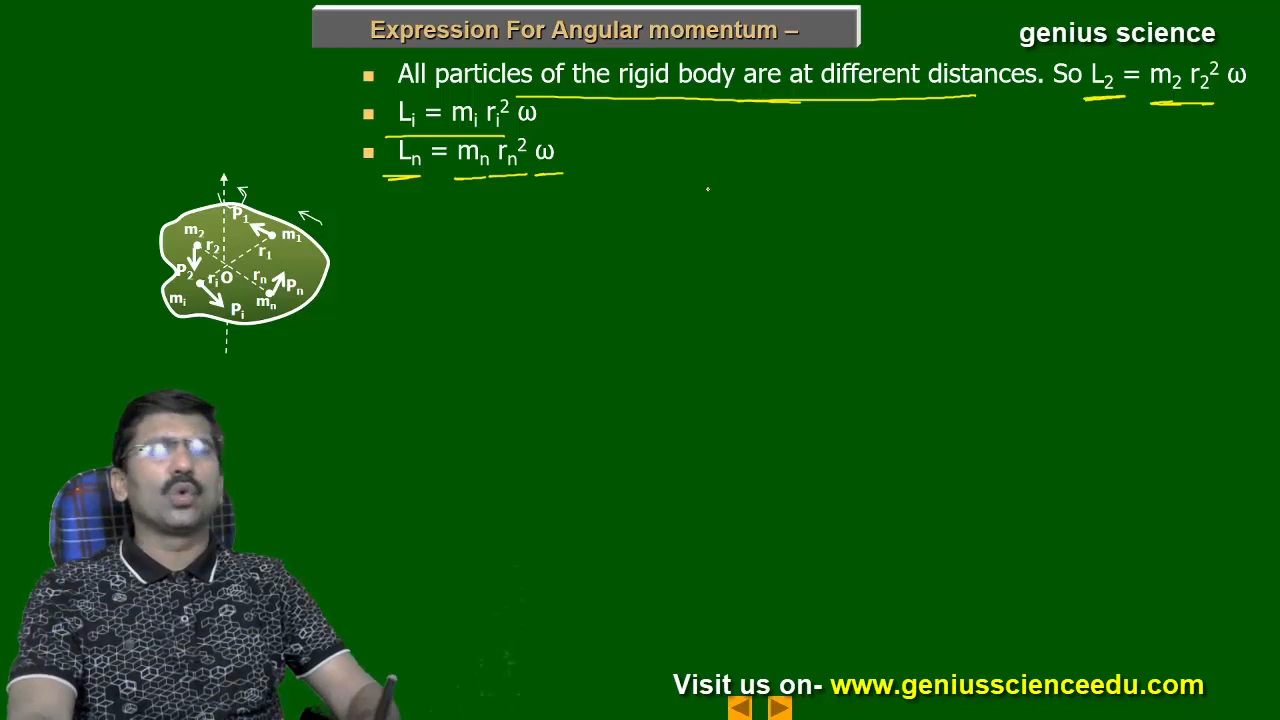 Expression For Angular momentum –
genius science
All particles of the rigid body are at different distances. So L₂ = m₂ r₂² ω
Lᵢ = mᵢ rᵢ² ω
Lₙ = mₙ rₙ² ω
P₁
m₂
m₁
r₂
r₁
P₂
rᵢ
O
rₙ
Pₙ
mᵢ
mₙ
Pᵢ
Visit us on- www.geniusscienceedu.com